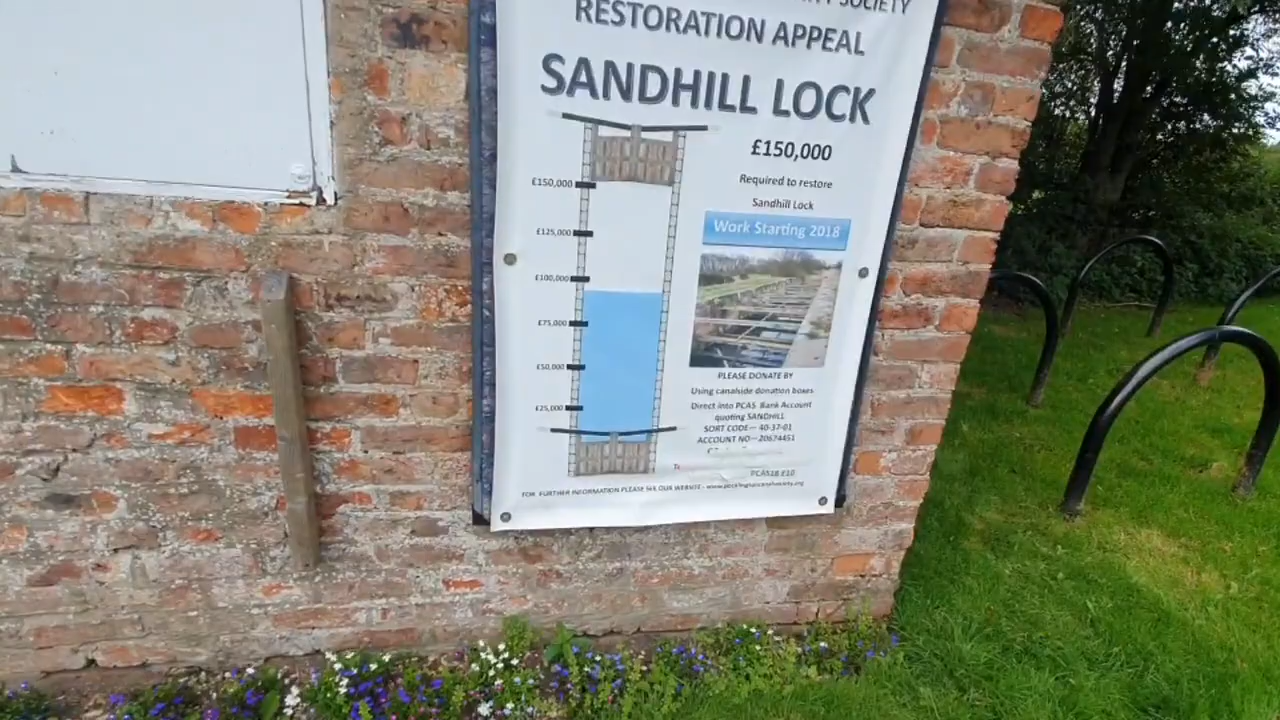 SOCIETY
RESTORATION APPEAL
SANDHILL LOCK
£150,000
Required to restore
Sandhill Lock
Work Starting 2018
£150,000
£125,000
£100,000
£75,000
£50,000
£25,000
PLEASE DONATE BY
Using canalside donation boxes
Direct into PCAS Bank Account
quoting SANDHILL
SORT CODE— 40-37-01
ACCOUNT NO—20674451
PCAS18 £10
FOR FURTHER INFORMATION PLEASE SEE OUR WEBSITE - www.pocklingtoncanalsociety.org